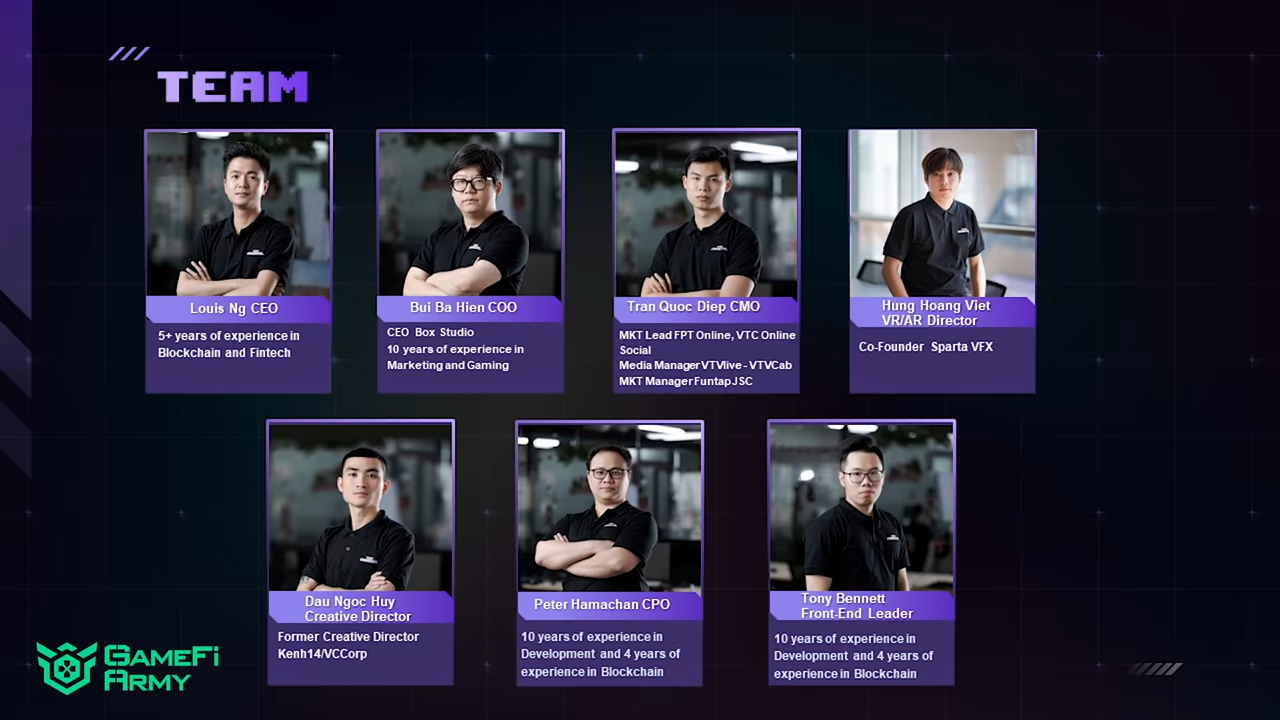 TEAM
Louis Ng CEO
5+ years of experience in
Blockchain and Fintech
Bui Ba Hien COO
CEO Box Studio
10 years of experience in
Marketing and Gaming
Tran Quoc Diep CMO
MKT Lead FPT Online, VTC Online
Social
Media Manager VTVlive - VTVCab
MKT Manager Funtap JSC
Hung Hoang Viet
VR/AR Director
Co-Founder Sparta VFX
Dau Ngoc Huy
Creative Director
Former Creative Director
Kenh14/VCCorp
Peter Hamachan CPO
10 years of experience in
Development and 4 years of
experience in Blockchain
Tony Bennett
Front-End Leader
10 years of experience in
Development and 4 years of
experience in Blockchain
GAMEFI
ARMY